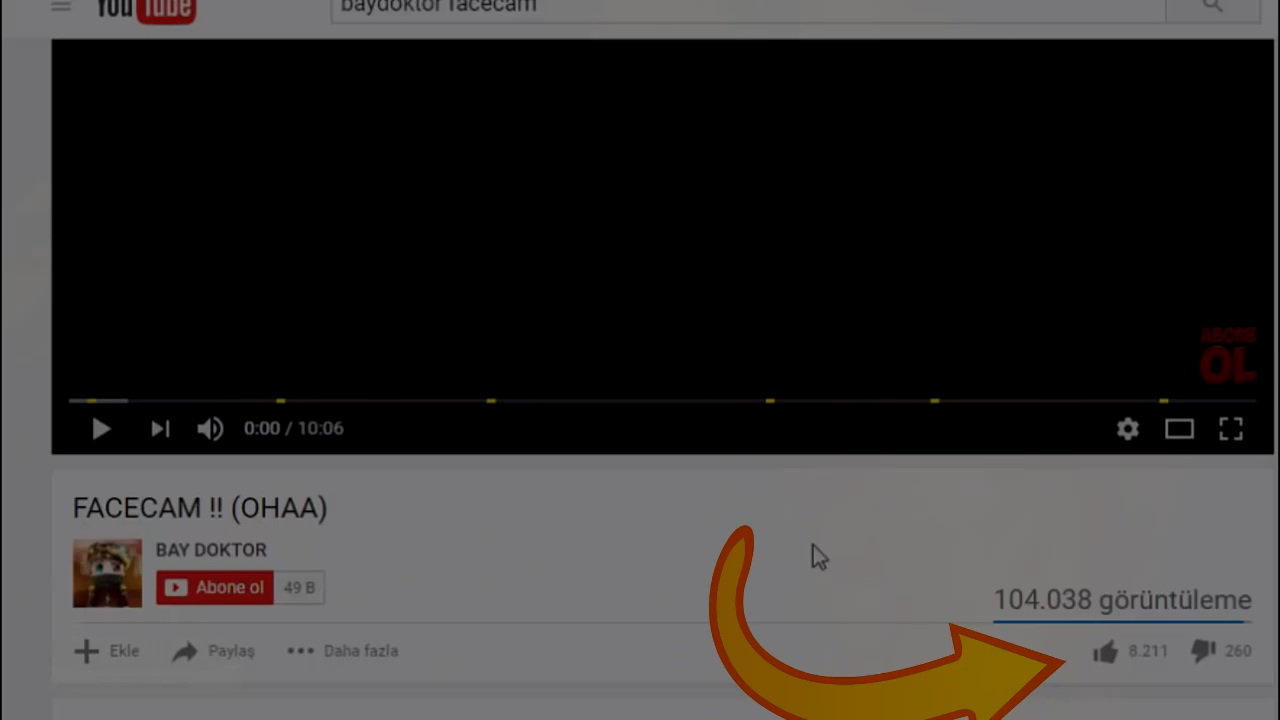 YouTube
baydoktor facecam
ABONE
OL
0:00 / 10:06
FACECAM !! (OHAA)
BAY DOKTOR
Abone ol 49 B
104.038 görüntüleme
Ekle Paylaş Daha fazla 8.211 260